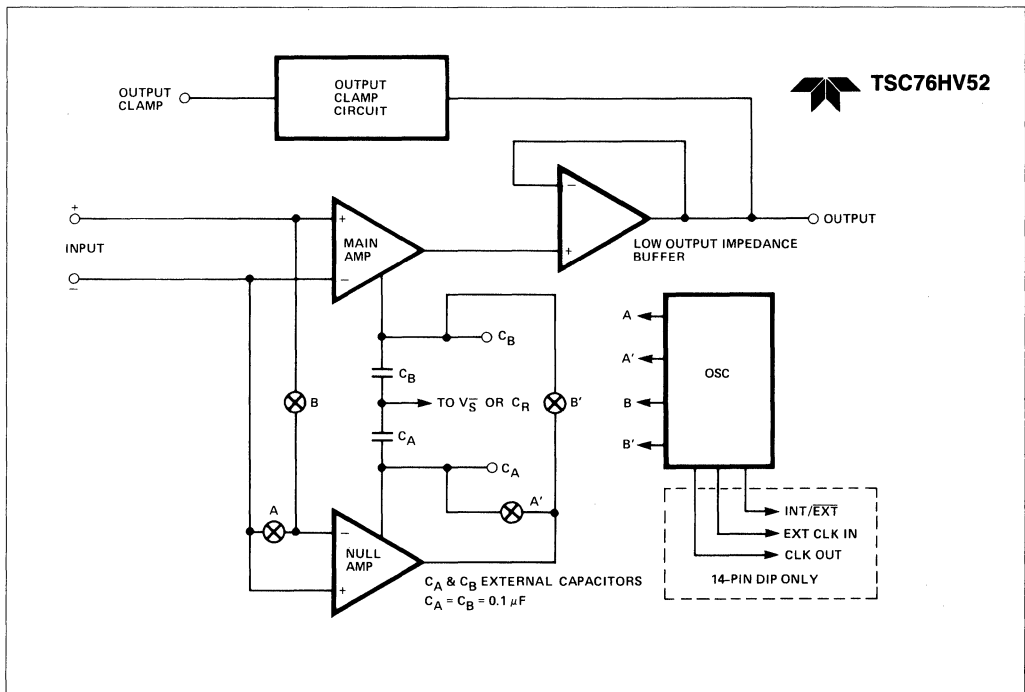 TSC76HV52
OUTPUT
CLAMP
OUTPUT
CLAMP
CIRCUIT
+
INPUT
−
+
MAIN
AMP
−
−
+
OUTPUT
LOW OUTPUT IMPEDANCE
BUFFER
C_B
C_B
B
TO V_S̅ OR C_R
B'
C_A
C_A
A'
A
−
NULL
AMP
+
C_A & C_B EXTERNAL CAPACITORS
C_A = C_B = 0.1 μF
A
A'
B
B'
OSC
INT/E̅X̅T̅
EXT CLK IN
CLK OUT
14-PIN DIP ONLY